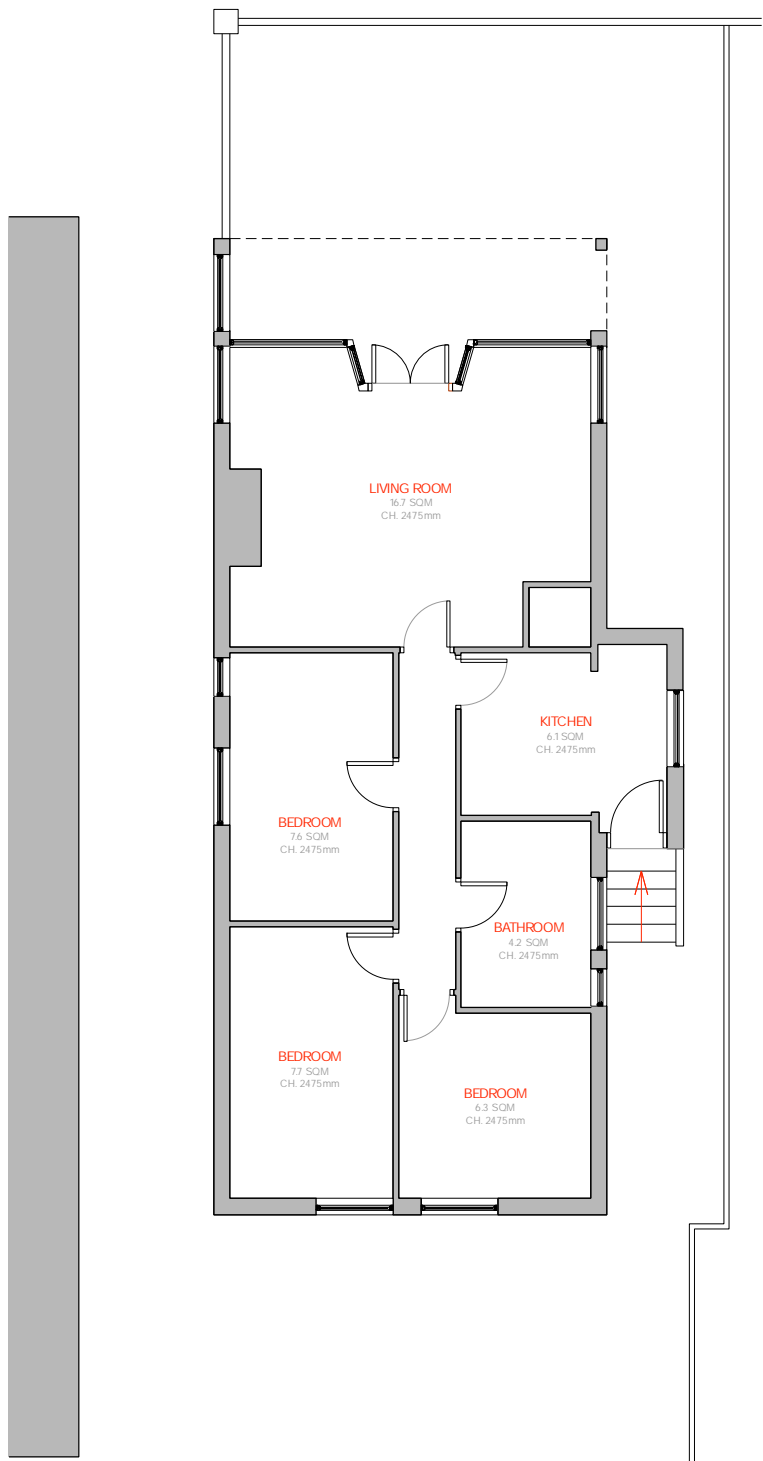 LIVING ROOM
16.7 SQM
CH. 2475mm
KITCHEN
6.1 SQM
CH. 2475mm
BEDROOM
7.6 SQM
CH. 2475mm
BATHROOM
4.2 SQM
CH. 2475mm
BEDROOM
7.7 SQM
CH. 2475mm
BEDROOM
6.3 SQM
CH. 2475mm